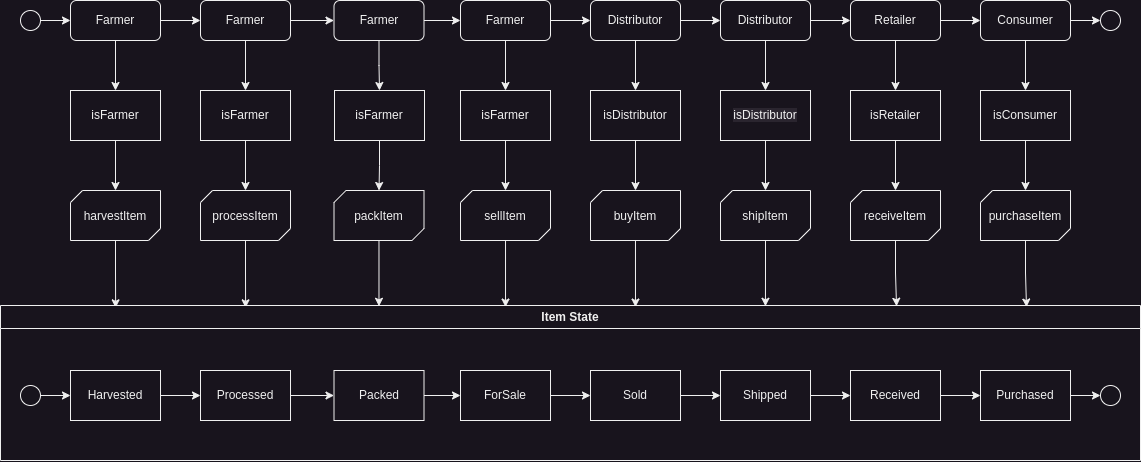 Farmer Farmer Farmer Farmer Distributor Distributor Retailer Consumer
isFarmer isFarmer isFarmer isFarmer isDistributor isDistributor isRetailer isConsumer
harvestItem processItem packItem sellItem buyItem shipItem receiveItem purchaseItem
Item State
Harvested Processed Packed ForSale Sold Shipped Received Purchased